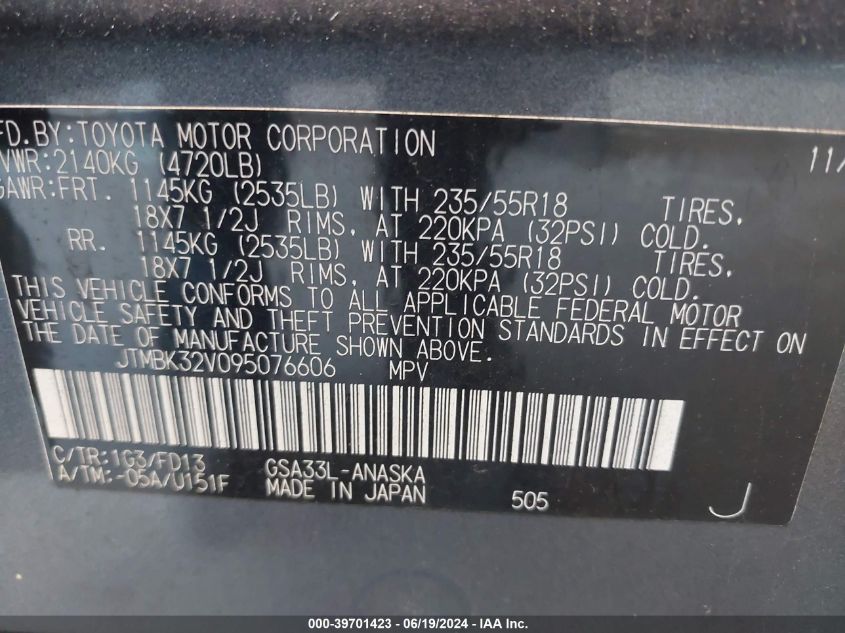 FD. BY: TOYOTA MOTOR CORPORATION 11/
VWR: 2140KG (4720LB)
GAWR: FRT. 1145KG (2535LB) WITH 235/55R18 TIRES,
18X7 1/2J RIMS, AT 220KPA (32PSI) COLD.
RR. 1145KG (2535LB) WITH 235/55R18 TIRES,
18X7 1/2J RIMS, AT 220KPA (32PSI) COLD.
THIS VEHICLE CONFORMS TO ALL APPLICABLE FEDERAL MOTOR
VEHICLE SAFETY AND THEFT PREVENTION STANDARDS IN EFFECT ON
THE DATE OF MANUFACTURE SHOWN ABOVE.
JTMBK32V095076606 MPV
C/TR: 1G3/FD13 GSA33L-ANASKA
A/TM: -05A/U151F MADE IN JAPAN 505 J
000-39701423 - 06/19/2024 - IAA Inc.